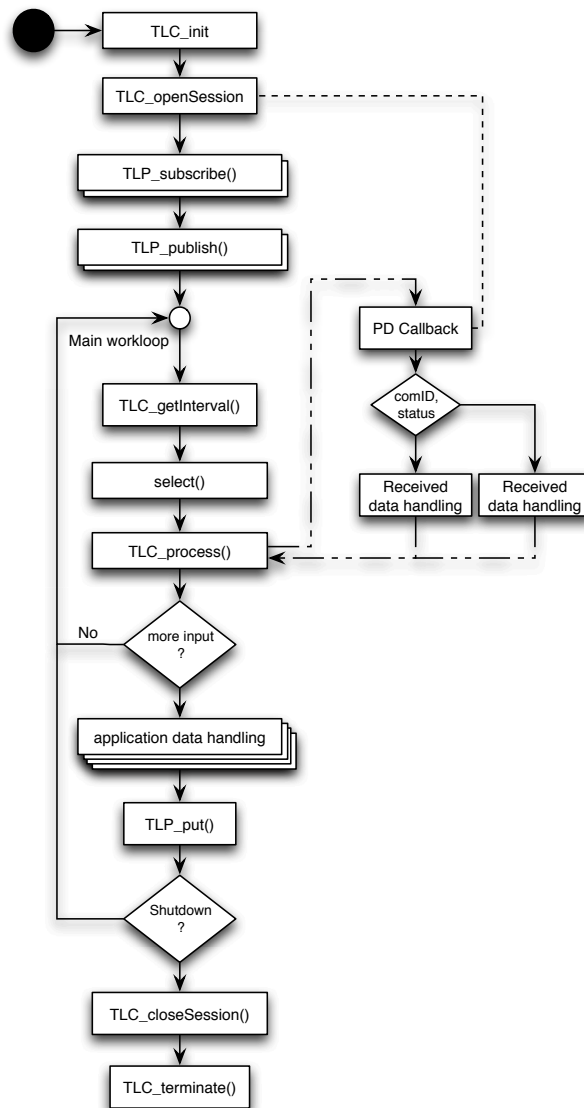 TLC_init
TLC_openSession
TLP_subscribe()
TLP_publish()
Main workloop
PD Callback
TLC_getInterval()
comID,
status
select()
Received
data handling
Received
data handling
TLC_process()
No
more input
?
application data handling
TLP_put()
Shutdown
?
TLC_closeSession()
TLC_terminate()